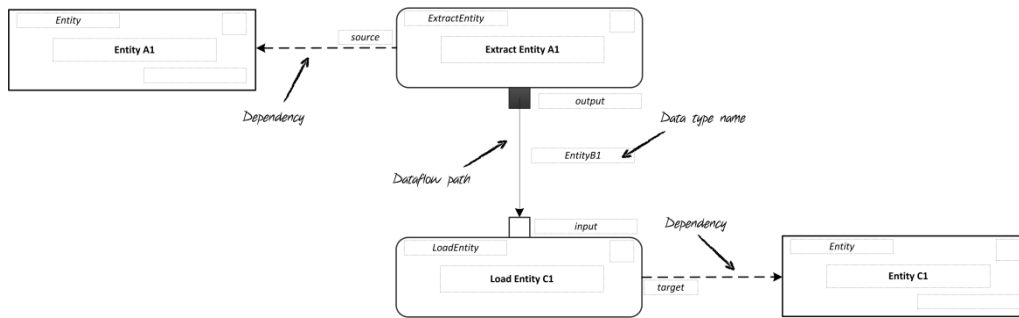 Entity
Entity A1
source
ExtractEntity
Extract Entity A1
Dependency
output
Data type name
EntityB1
Dataflow path
input
Dependency
LoadEntity
Load Entity C1
target
Entity
Entity C1